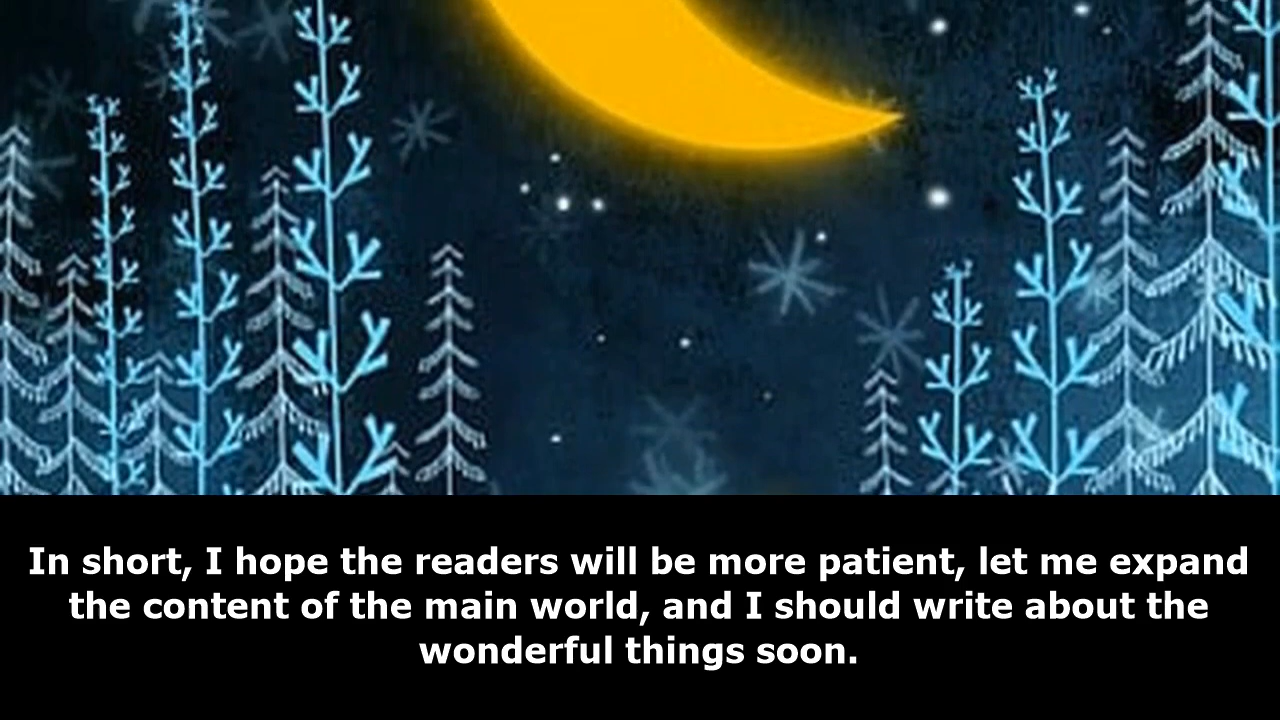 In short, I hope the readers will be more patient, let me expand
the content of the main world, and I should write about the
wonderful things soon.